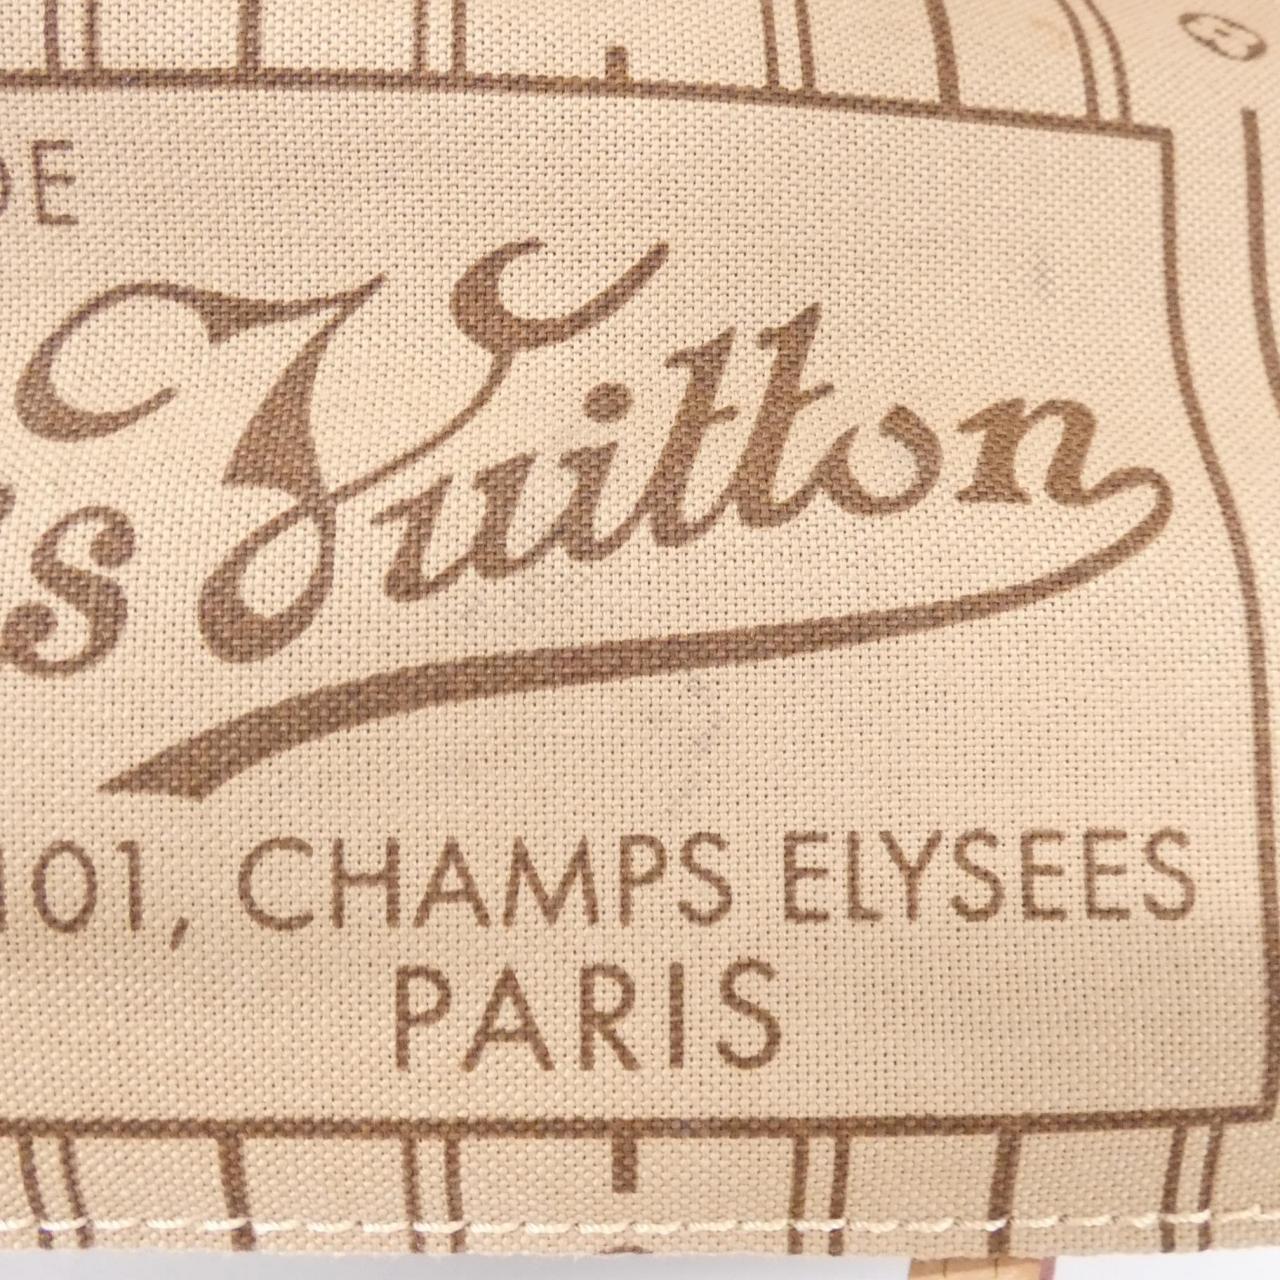 DE
s Vuitton
101, CHAMPS ELYSEES
PARIS